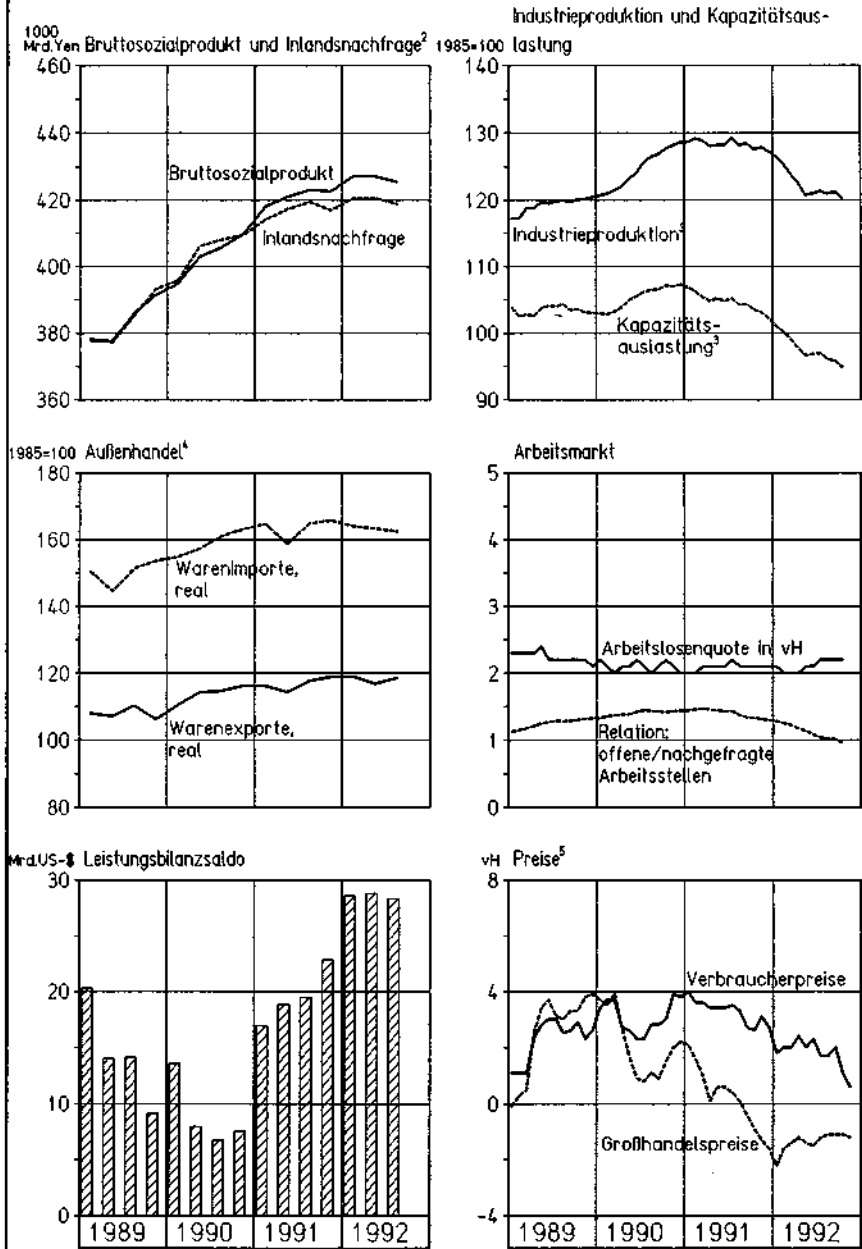 1000
Mrd.Yen Bruttosozialprodukt und Inlandsnachfrage²
460
440
420
400
380
360
Bruttosozialprodukt
Inlandsnachfrage
Industrieproduktion und Kapazitätsaus-
1985=100 lastung
140
130
120
110
100
90
Industrieproduktion³
Kapazitäts-
auslastung³
1985=100 Außenhandel⁴
180
160
140
120
100
80
Warenimporte,
real
Warenexporte,
real
Arbeitsmarkt
5
4
3
2
1
0
Arbeitslosenquote in vH
Relation:
offene/nachgefragte
Arbeitsstellen
Mrd.US-$ Leistungsbilanzsaldo
30
20
10
0
1989 1990 1991 1992
vH Preise⁵
8
4
0
-4
Verbraucherpreise
Großhandelspreise
1989 1990 1991 1992